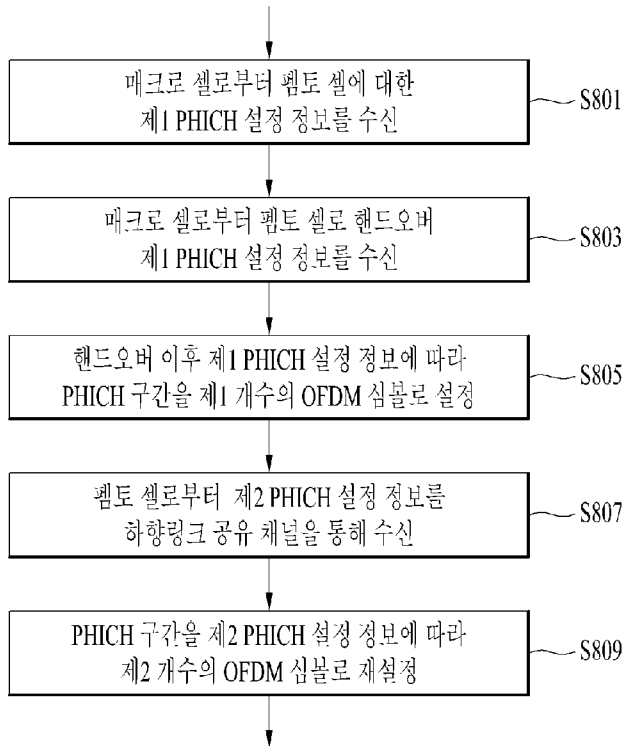 매크로 셀로부터 펨토 셀에 대한
제1 PHICH 설정 정보를 수신
S801
매크로 셀로부터 펨토 셀로 핸드오버
제1 PHICH 설정 정보를 수신
S803
핸드오버 이후 제1 PHICH 설정 정보에 따라
PHICH 구간을 제1 개수의 OFDM 심볼로 설정
S805
펨토 셀로부터 제2 PHICH 설정 정보를
하향링크 공유 채널을 통해 수신
S807
PHICH 구간을 제2 PHICH 설정 정보에 따라
제2 개수의 OFDM 심볼로 재설정
S809